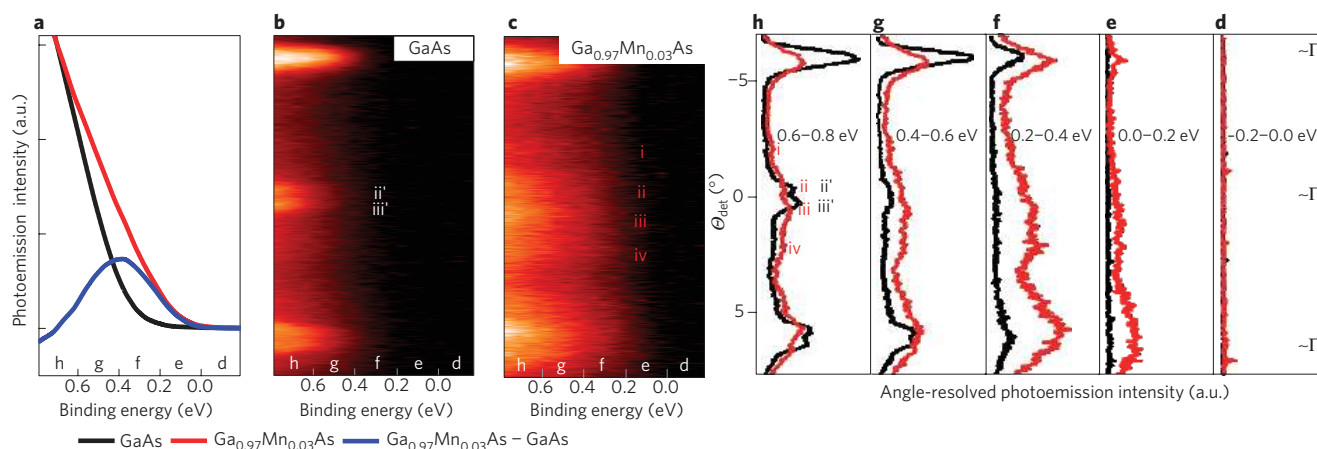 a
Photoemission intensity (a.u.)
h g f e d
0.6 0.4 0.2 0.0
Binding energy (eV)
b
GaAs
ii'
iii'
h g f e d
0.6 0.4 0.2 0.0
Binding energy (eV)
c
Ga0.97Mn0.03As
i
ii
iii
iv
h g f e d
0.6 0.4 0.2 0.0
Binding energy (eV)
GaAs Ga0.97Mn0.03As Ga0.97Mn0.03As – GaAs
h g f e d
~Γ
−5
0.6–0.8 eV 0.4–0.6 eV 0.2–0.4 eV 0.0–0.2 eV −0.2–0.0 eV
i
ii ii'
0 ~Γ
iii iii'
Θdet (°)
iv
5
~Γ
Angle-resolved photoemission intensity (a.u.)